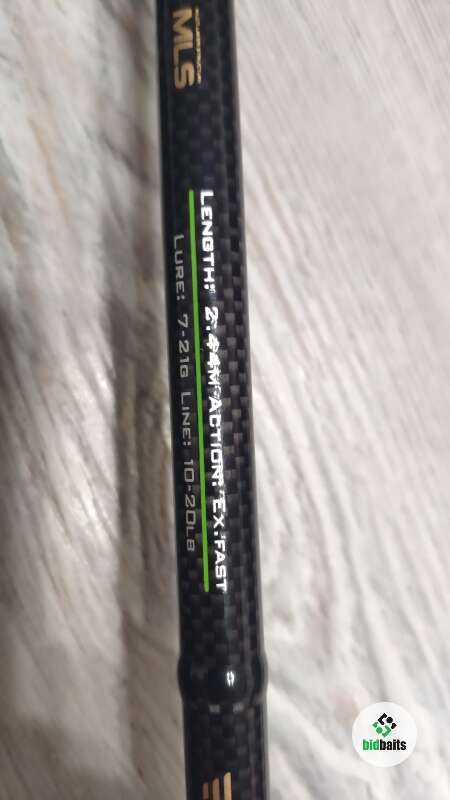 MLS
LENGTH: 2.44M ACTION: EX.FAST
LURE: 7-21G LINE: 10-20LB
bidbaits